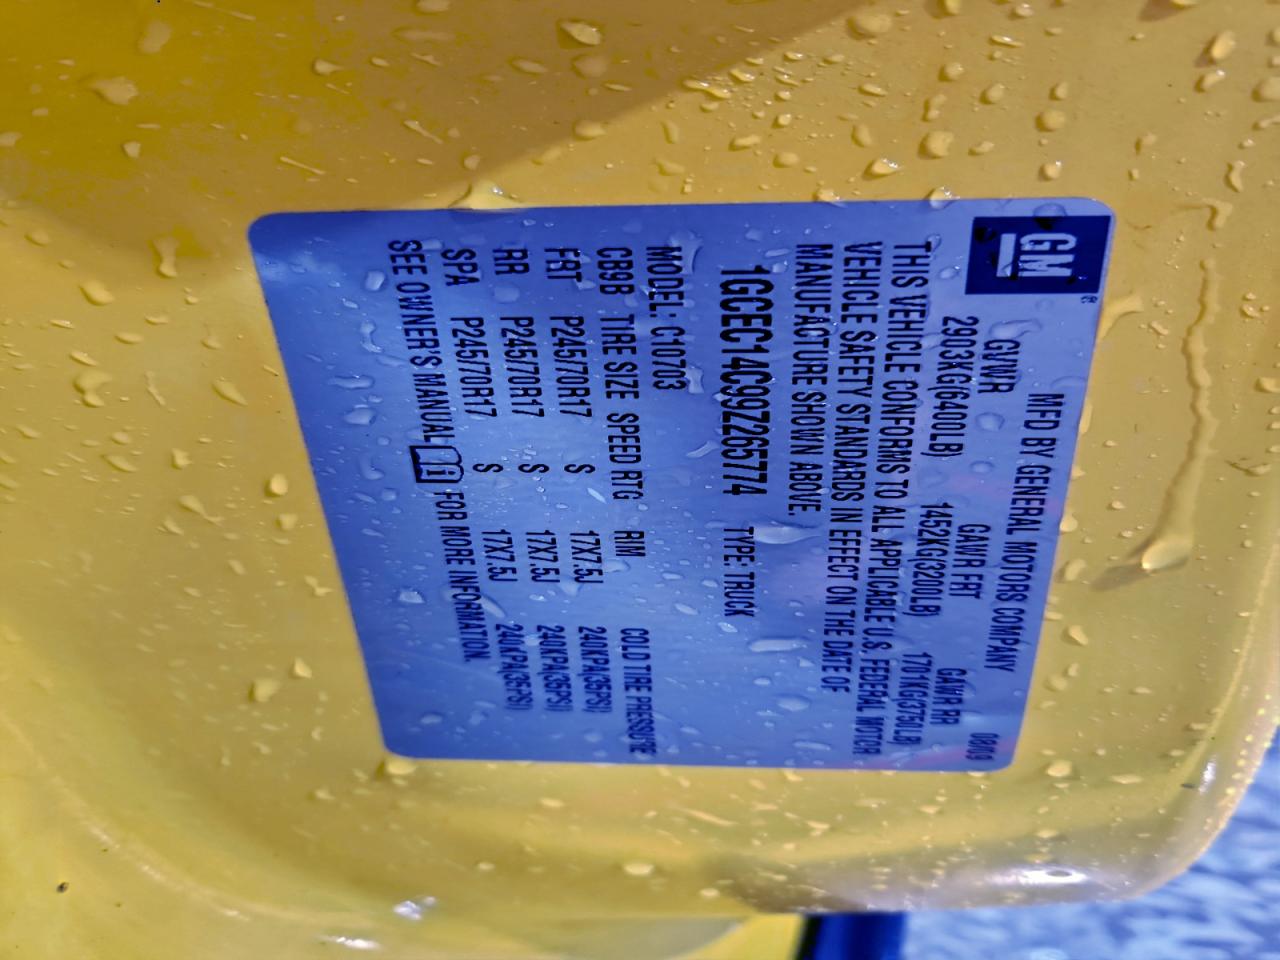 GM®
MFD BY GENERAL MOTORS COMPANY 08/09
GVWR GAWR FRT GAWR RR
2903KG(6400LB) 1452KG(3200LB) 1701KG(3750LB)
THIS VEHICLE CONFORMS TO ALL APPLICABLE U.S. FEDERAL MOTOR
VEHICLE SAFETY STANDARDS IN EFFECT ON THE DATE OF
MANUFACTURE SHOWN ABOVE.
1GCEC14C99Z265774 TYPE: TRUCK
MODEL: C10703
C99B TIRE SIZE SPEED RTG RIM COLD TIRE PRESSURE
FRT P245/70R17 S 17X7.5J 240KPA(35PSI)
RR P245/70R17 S 17X7.5J 240KPA(35PSI)
SPA P245/70R17 S 17X7.5J 240KPA(35PSI)
SEE OWNER'S MANUAL FOR MORE INFORMATION.